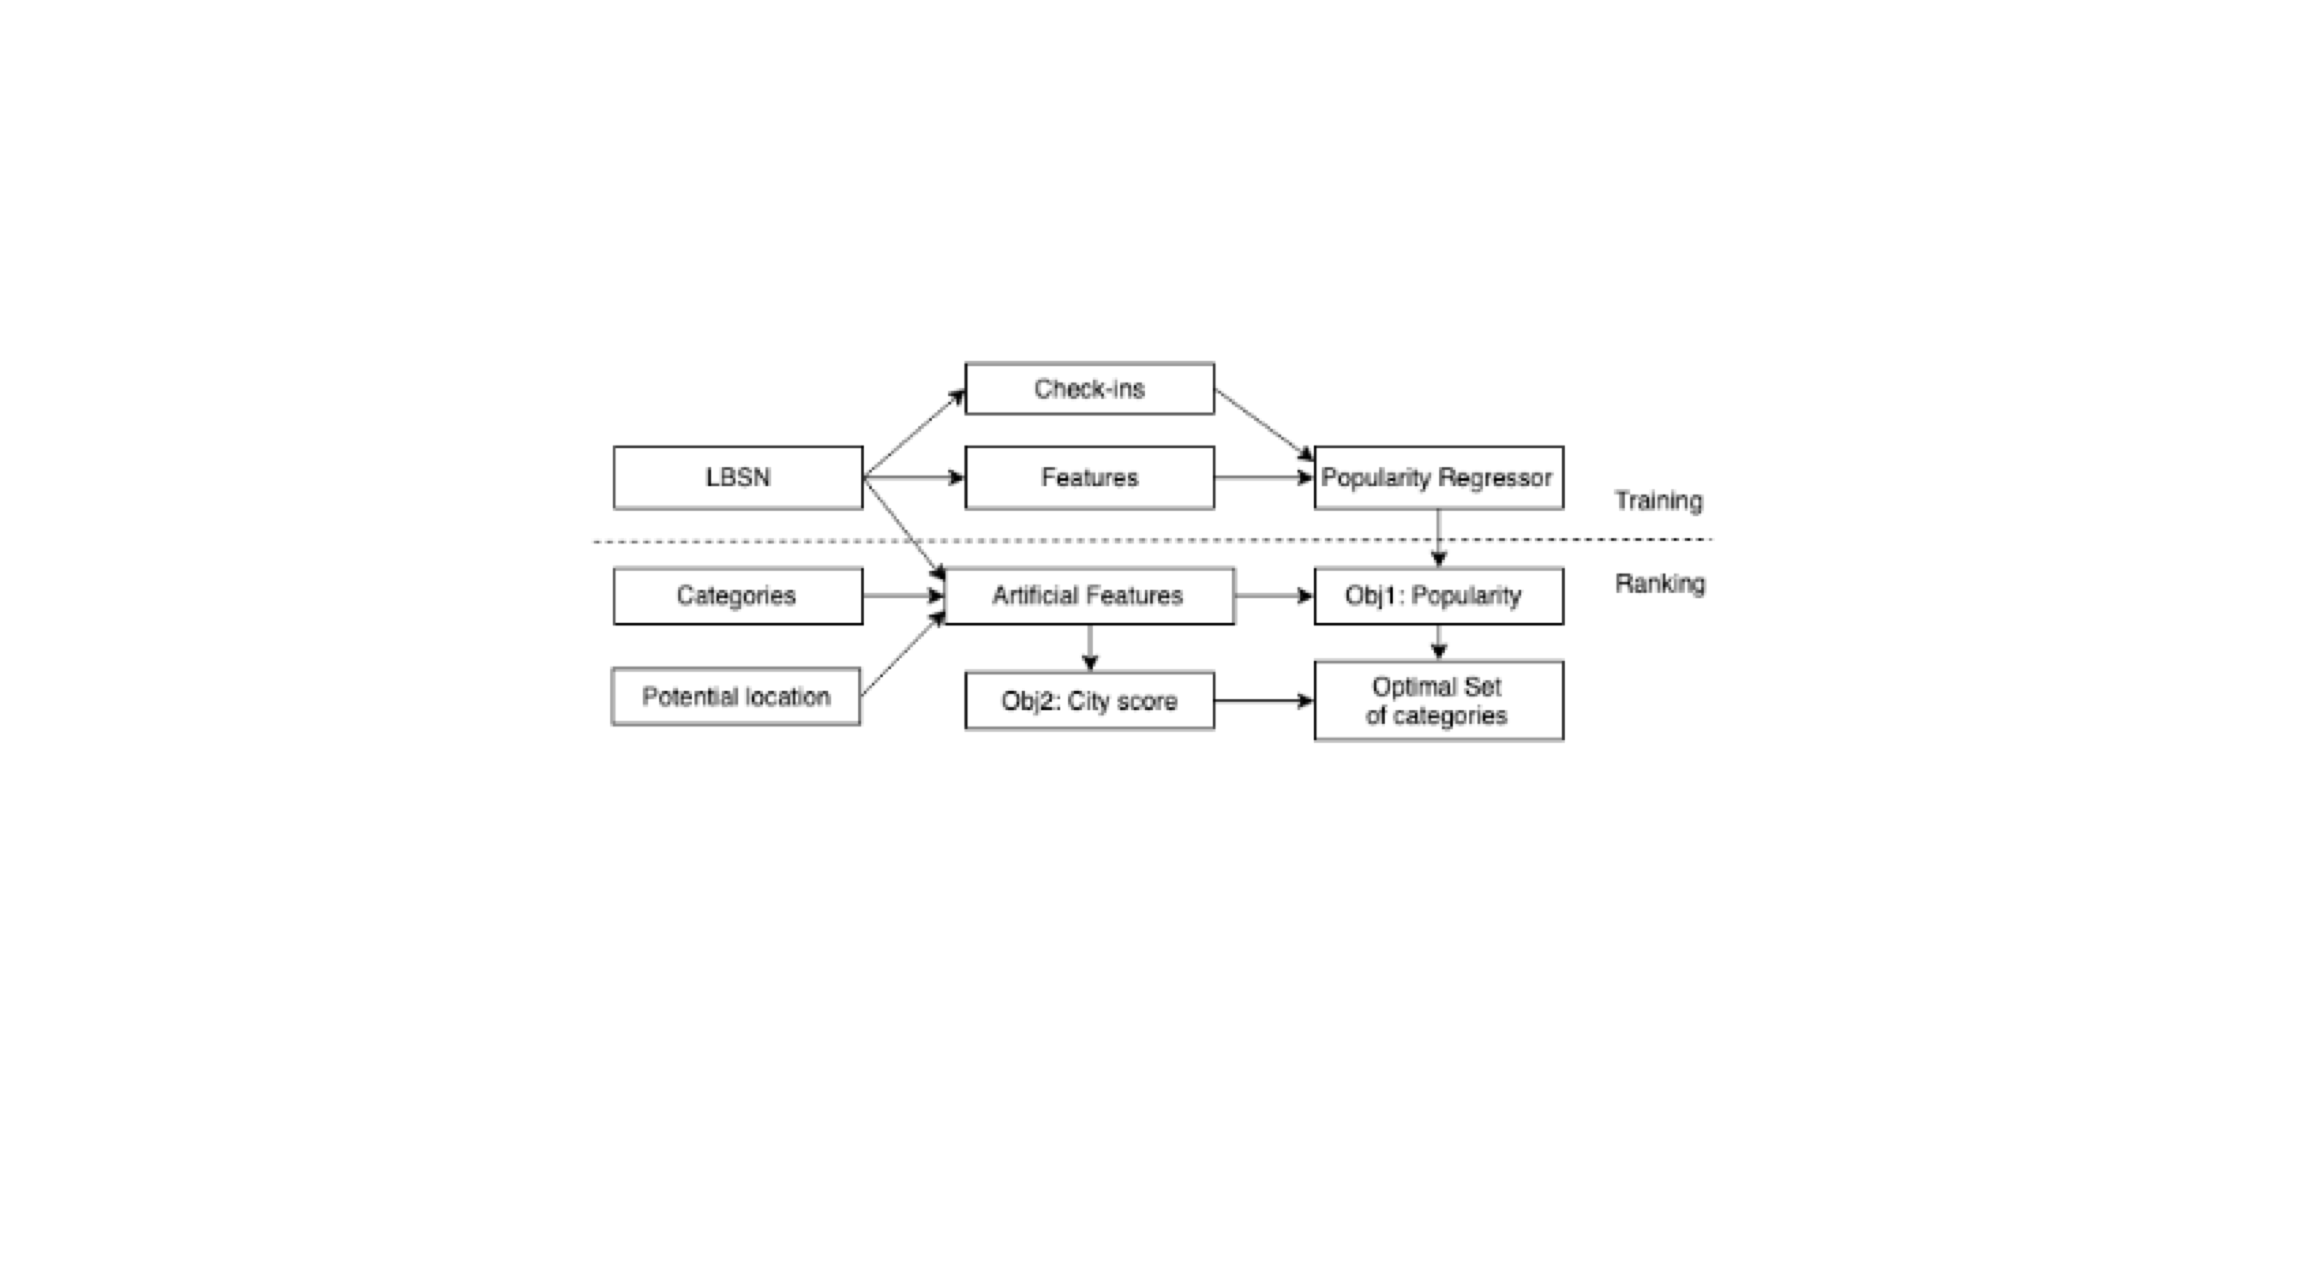 Check-ins
LBSN
Features
Popularity Regressor
Training
Categories
Artificial Features
Obj1: Popularity
Ranking
Potential location
Obj2: City score
Optimal Set
of categories